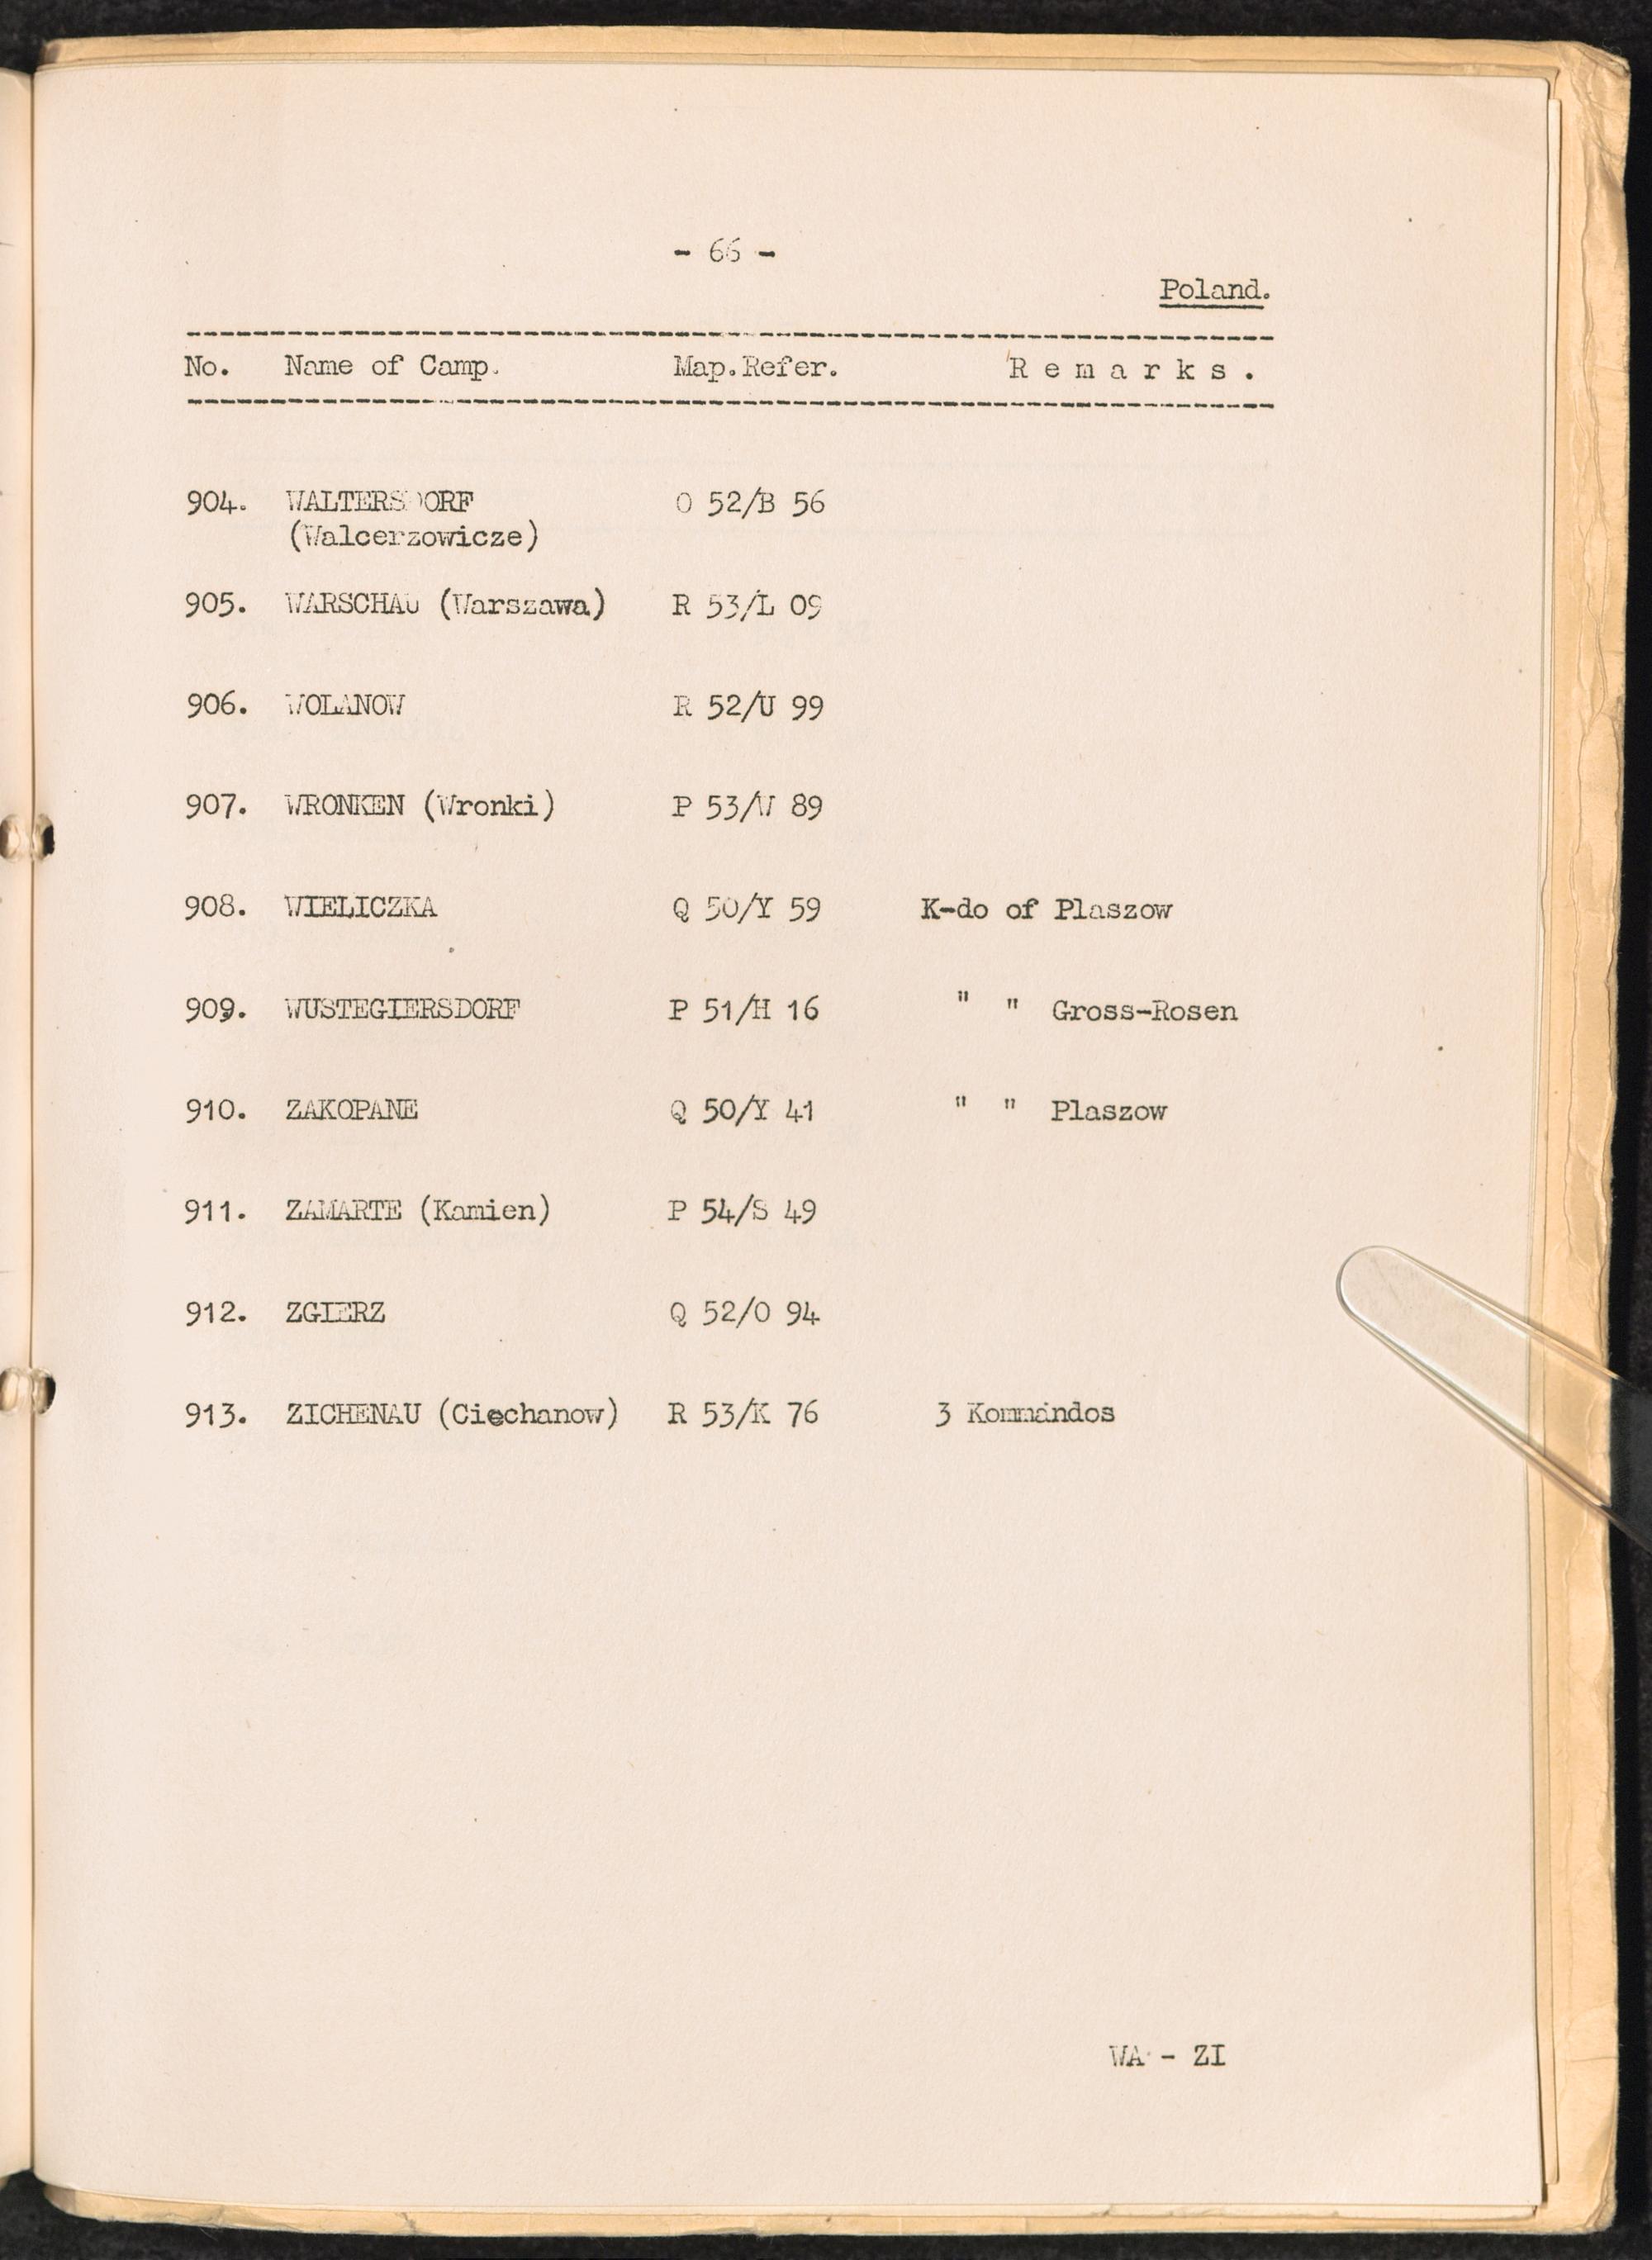 - 66 -
Poland.
No. Name of Camp. Map.Refer. R e m a r k s .
904. WALTERSDORF O 52/B 56
(Walcerzowicze)
905. WARSCHAU (Warszawa) R 53/L 09
906. WOLANOW R 52/U 99
907. WRONKEN (Wronki) P 53/W 89
908. WIELICZKA Q 50/Y 59 K-do of Plaszow
909. WUSTEGIERSDORF P 51/H 16 " " Gross-Rosen
910. ZAKOPANE Q 50/Y 41 " " Plaszow
911. ZAMARTE (Kamien) P 54/S 49
912. ZGIERZ Q 52/O 94
913. ZICHENAU (Ciechanow) R 53/K 76 3 Kommandos
WA - ZI